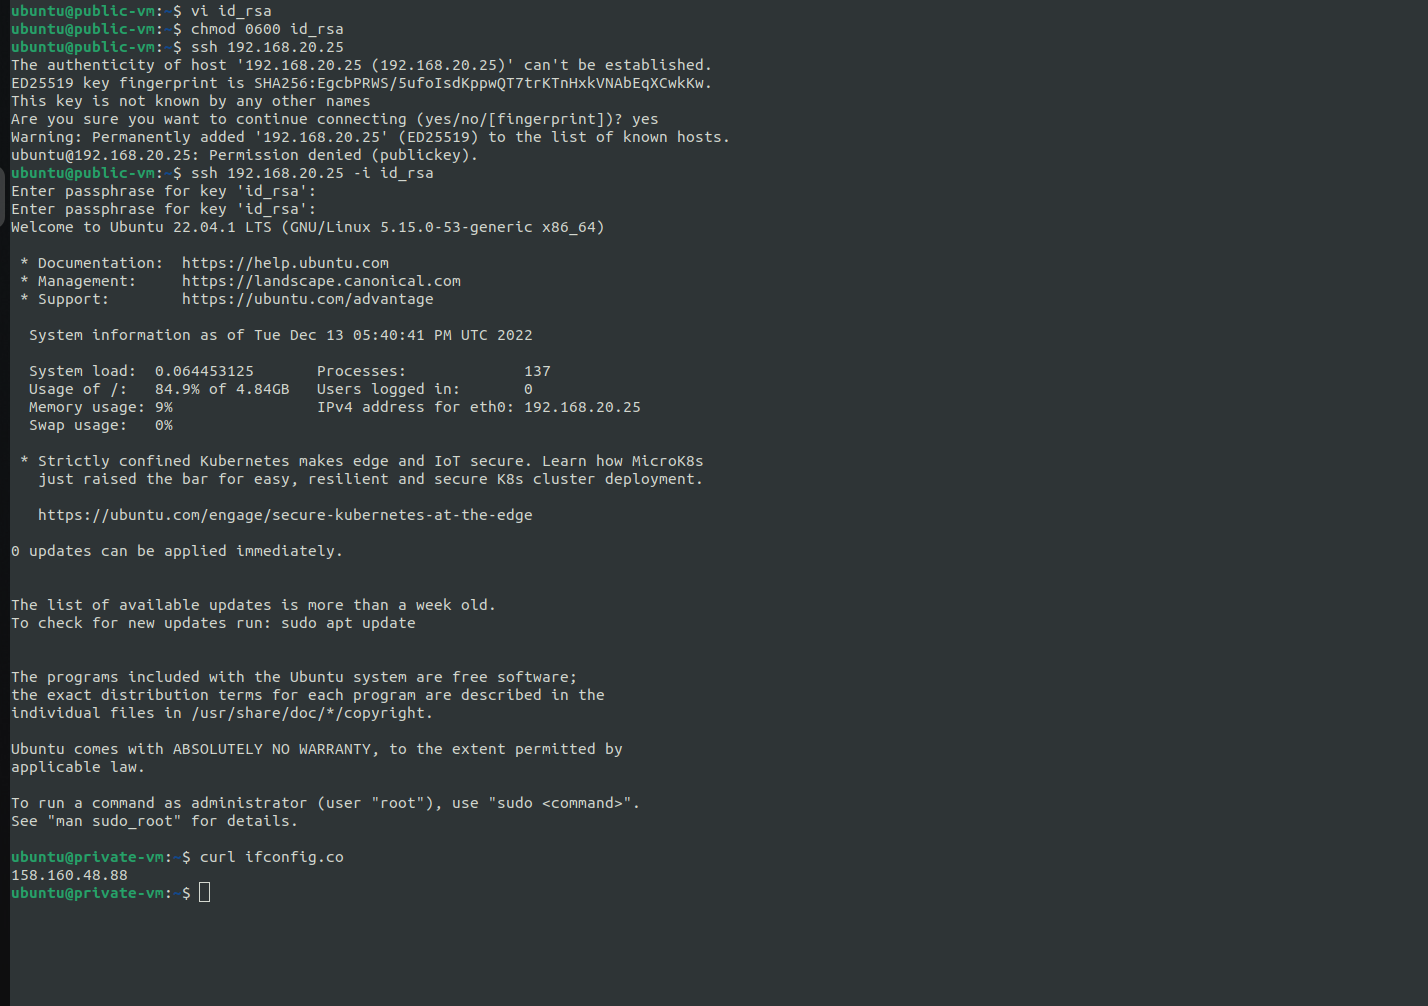 ubuntu@public-vm:~$ vi id_rsa
ubuntu@public-vm:~$ chmod 0600 id_rsa
ubuntu@public-vm:~$ ssh 192.168.20.25
The authenticity of host '192.168.20.25 (192.168.20.25)' can't be established.
ED25519 key fingerprint is SHA256:EgcbPRWS/5ufoIsdKppwQT7trKTnHxkVNAbEqXCwkKw.
This key is not known by any other names
Are you sure you want to continue connecting (yes/no/[fingerprint])? yes
Warning: Permanently added '192.168.20.25' (ED25519) to the list of known hosts.
ubuntu@192.168.20.25: Permission denied (publickey).
ubuntu@public-vm:~$ ssh 192.168.20.25 -i id_rsa
Enter passphrase for key 'id_rsa':
Enter passphrase for key 'id_rsa':
Welcome to Ubuntu 22.04.1 LTS (GNU/Linux 5.15.0-53-generic x86_64)

 * Documentation:  https://help.ubuntu.com
 * Management:     https://landscape.canonical.com
 * Support:        https://ubuntu.com/advantage

  System information as of Tue Dec 13 05:40:41 PM UTC 2022

  System load:  0.064453125       Processes:             137
  Usage of /:   84.9% of 4.84GB   Users logged in:       0
  Memory usage: 9%                IPv4 address for eth0: 192.168.20.25
  Swap usage:   0%

 * Strictly confined Kubernetes makes edge and IoT secure. Learn how MicroK8s
   just raised the bar for easy, resilient and secure K8s cluster deployment.

   https://ubuntu.com/engage/secure-kubernetes-at-the-edge

0 updates can be applied immediately.

The list of available updates is more than a week old.
To check for new updates run: sudo apt update

The programs included with the Ubuntu system are free software;
the exact distribution terms for each program are described in the
individual files in /usr/share/doc/*/copyright.

Ubuntu comes with ABSOLUTELY NO WARRANTY, to the extent permitted by
applicable law.

To run a command as administrator (user "root"), use "sudo <command>".
See "man sudo_root" for details.

ubuntu@private-vm:~$ curl ifconfig.co
158.160.48.88
ubuntu@private-vm:~$